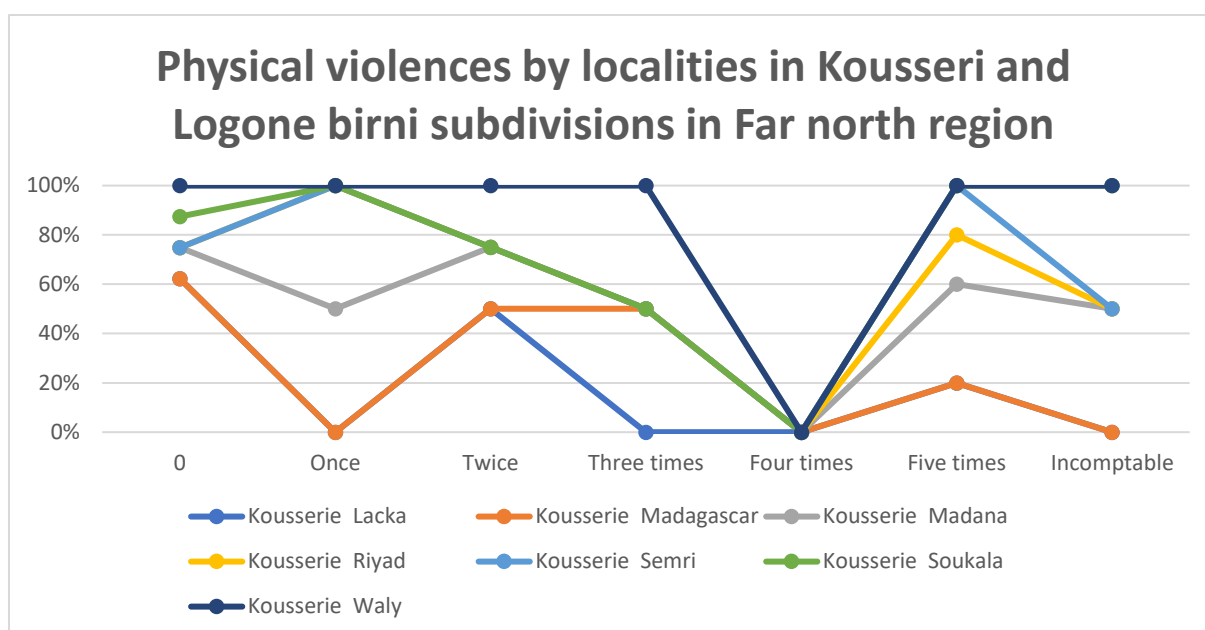 Physical violences by localities in Kousseri and
Logone birni subdivisions in Far north region
100%
80%
60%
40%
20%
0%
0 Once Twice Three times Four times Five times Incomptable
Kousserie Lacka Kousserie Madagascar Kousserie Madana
Kousserie Riyad Kousserie Semri Kousserie Soukala
Kousserie Waly